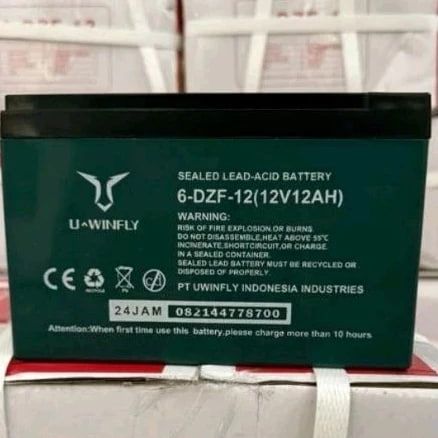 SEALED LEAD-ACID BATTERY
6-DZF-12(12V12AH)
U WINFLY
WARNING:
RISK OF FIRE,EXPLOSION,OR BURNS.
DO NOT DISASSEMBLE,HEAT ABOVE 55℃
INCINERATE,SHORTCIRCUIT,OR CHARGE
IN A SEALED CONTAINER.
SEALED LEAD BATTERY MUST BE RECYCLED OR
DISPOSED OF PROPERLY.
CE
Pb
PT UWINFLY INDONESIA INDUSTRIES
24JAM 082144778700
Attention:When first time use this battery,please charge more than 10 hours